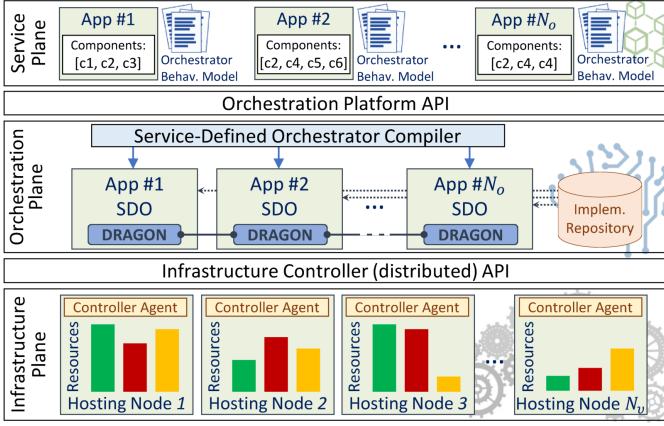 Service
Plane
App #1
Components:
[c1, c2, c3]
Orchestrator
Behav. Model
App #2
Components:
[c2, c4, c5, c6]
Orchestrator
Behav. Model
...
App #N_o
Components:
[c2, c4, c4]
Orchestrator
Behav. Model
Orchestration Platform API
Orchestration
Plane
Service-Defined Orchestrator Compiler
App #1
SDO
DRAGON
App #2
SDO
DRAGON
...
App #N_o
SDO
DRAGON
Implem.
Repository
Infrastructure Controller (distributed) API
Infrastructure
Plane
Controller Agent
Resources
Hosting Node 1
Controller Agent
Resources
Hosting Node 2
Controller Agent
Resources
Hosting Node 3
...
Controller Agent
Resources
Hosting Node N_υ